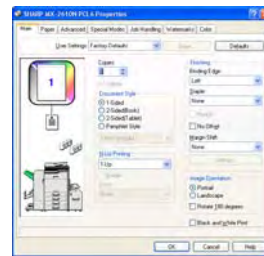 SHARP MX-2610N PCL6 Properties
Main Paper Advanced Special Modes Job Handling Watermarks Color
User Settings: Factory Defaults
Defaults
Copies
1
Document Style
1-Sided
2-Sided(Book)
2-Sided(Tablet)
Pamphlet Style
N-Up Printing
1-Up
Finishing
Binding Edge:
Left
Staple:
None
No Offset
Margin Shift:
None
Image Orientation
Portrait
Landscape
Rotate 180 degrees
Black and White Print
OK Cancel Help